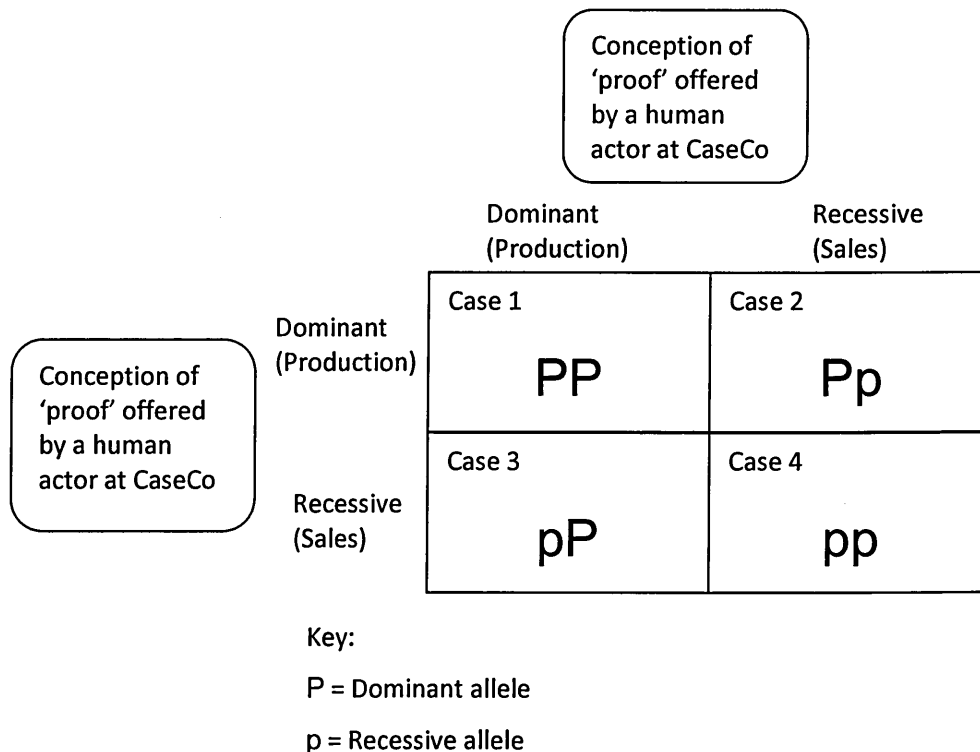 Conception of
‘proof’ offered
by a human
actor at CaseCo
Dominant
(Production)
Recessive
(Sales)
Conception of
‘proof’ offered
by a human
actor at CaseCo
Dominant
(Production)
Case 1
PP
Case 2
Pp
Recessive
(Sales)
Case 3
pP
Case 4
pp
Key:
P = Dominant allele
p = Recessive allele